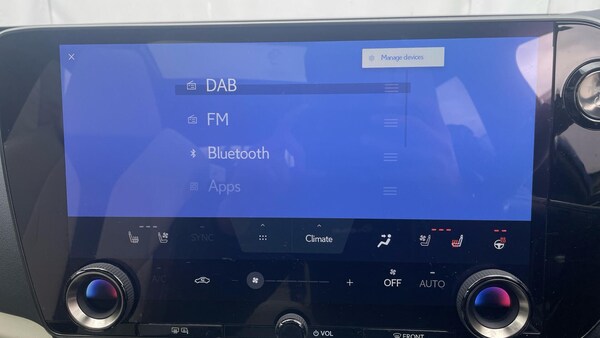 Manage devices
DAB
FM
Bluetooth
Apps
SYNC
Climate
A/C
OFF
AUTO
VOL
FRONT